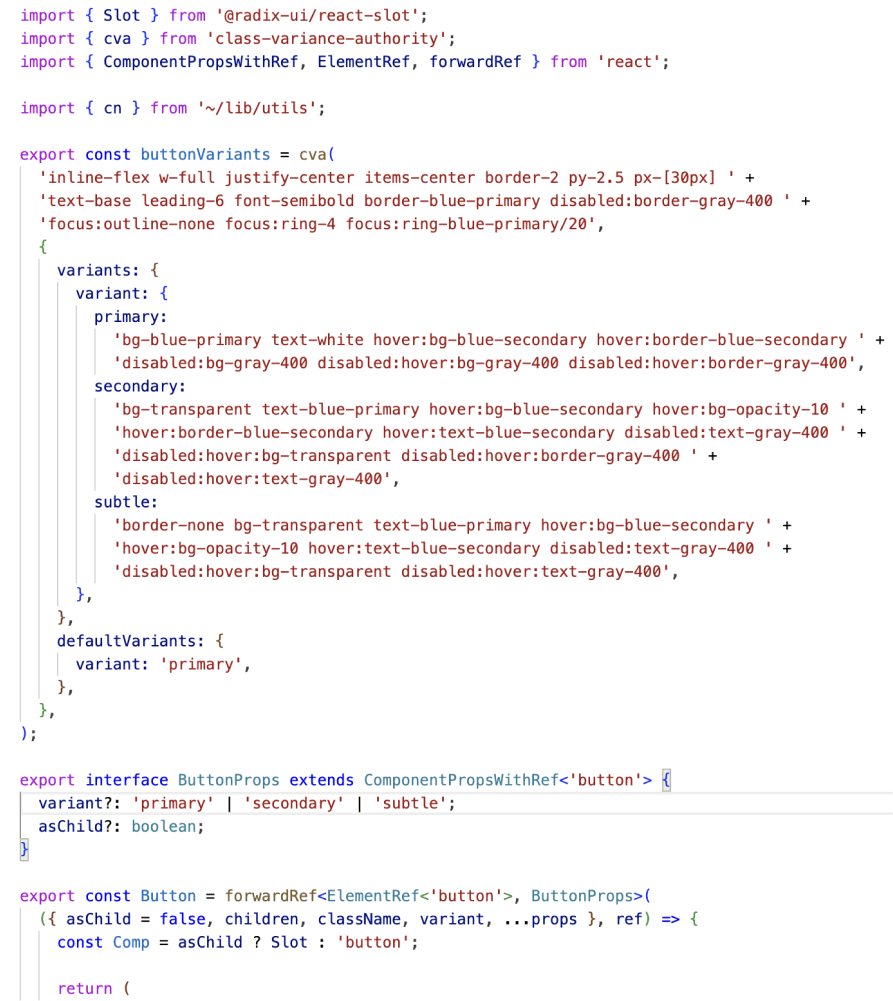 import { Slot } from '@radix-ui/react-slot';
import { cva } from 'class-variance-authority';
import { ComponentPropsWithRef, ElementRef, forwardRef } from 'react';

import { cn } from '~/lib/utils';

export const buttonVariants = cva(
  'inline-flex w-full justify-center items-center border-2 py-2.5 px-[30px] ' +
  'text-base leading-6 font-semibold border-blue-primary disabled:border-gray-400 ' +
  'focus:outline-none focus:ring-4 focus:ring-blue-primary/20',
  {
    variants: {
      variant: {
        primary:
          'bg-blue-primary text-white hover:bg-blue-secondary hover:border-blue-secondary ' +
          'disabled:bg-gray-400 disabled:hover:bg-gray-400 disabled:hover:border-gray-400',
        secondary:
          'bg-transparent text-blue-primary hover:bg-blue-secondary hover:bg-opacity-10 ' +
          'hover:border-blue-secondary hover:text-blue-secondary disabled:text-gray-400 ' +
          'disabled:hover:bg-transparent disabled:hover:border-gray-400 ' +
          'disabled:hover:text-gray-400',
        subtle:
          'border-none bg-transparent text-blue-primary hover:bg-blue-secondary ' +
          'hover:bg-opacity-10 hover:text-blue-secondary disabled:text-gray-400 ' +
          'disabled:hover:bg-transparent disabled:hover:text-gray-400',
      },
    },
    defaultVariants: {
      variant: 'primary',
    },
  },
);

export interface ButtonProps extends ComponentPropsWithRef<'button'> {
  variant?: 'primary' | 'secondary' | 'subtle';
  asChild?: boolean;
}

export const Button = forwardRef<ElementRef<'button'>, ButtonProps>(
  ({ asChild = false, children, className, variant, ...props }, ref) => {
    const Comp = asChild ? Slot : 'button';

    return (